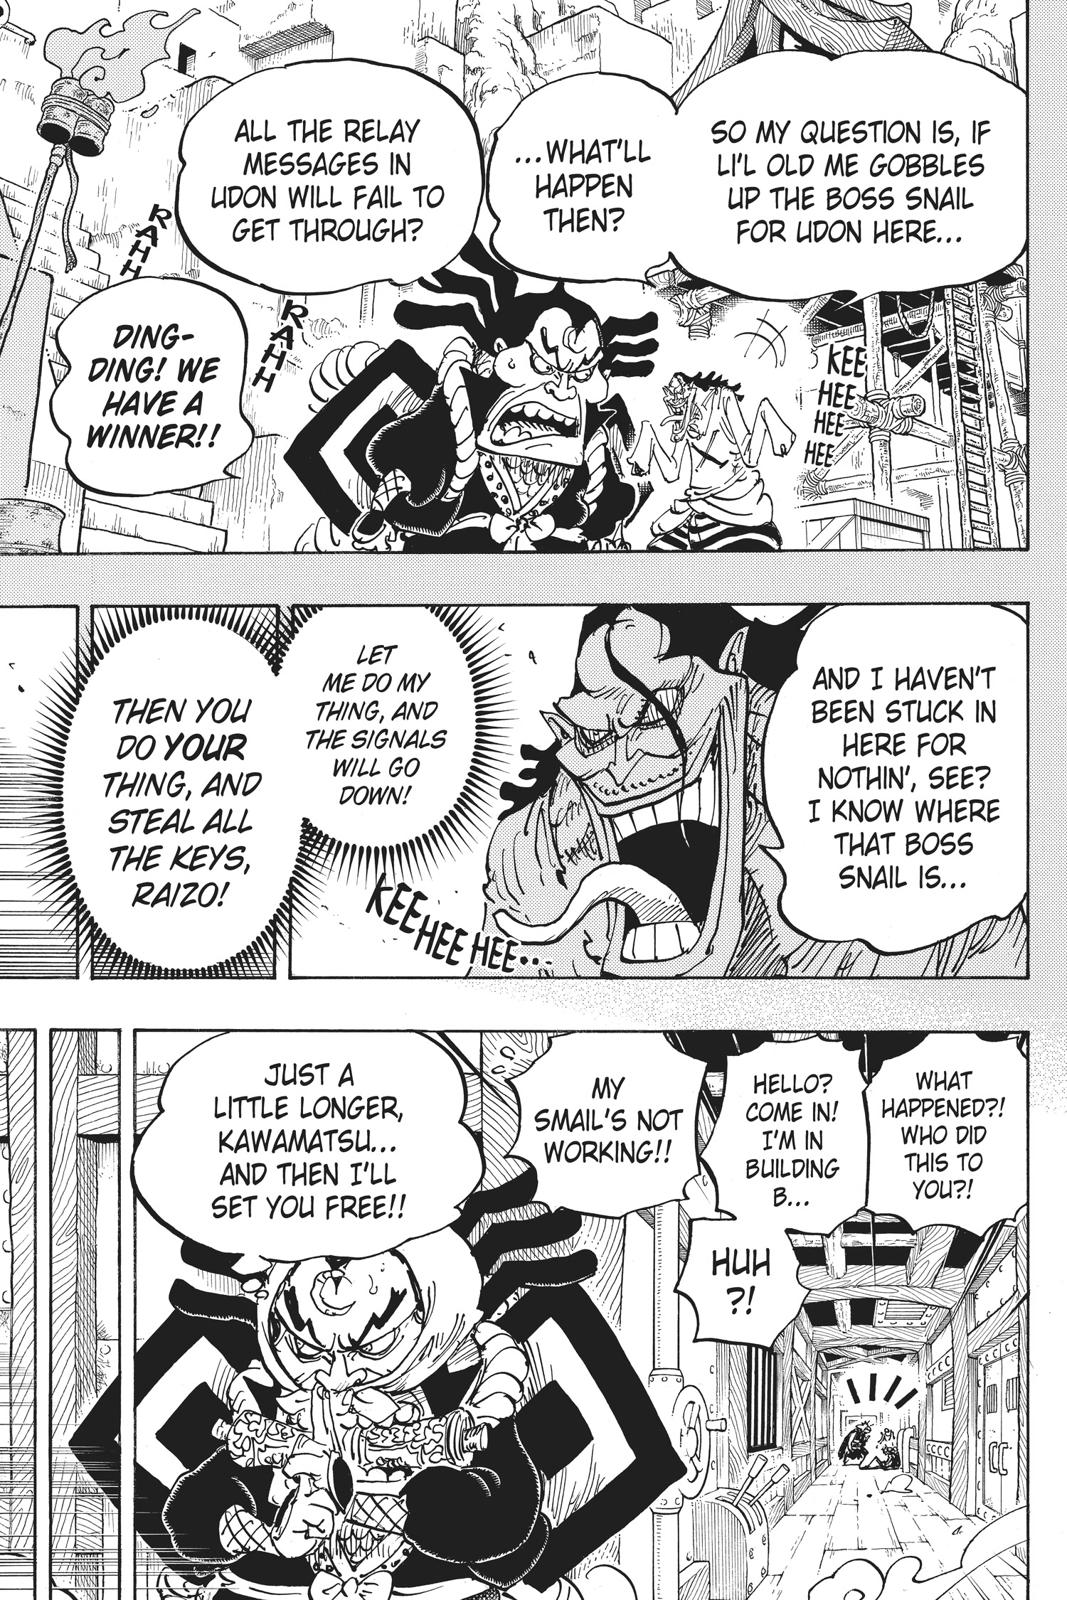 SO MY QUESTION IS, IF
LI'L OLD ME GOBBLES
UP THE BOSS SNAIL
FOR UDON HERE...
...WHAT'LL
HAPPEN
THEN?
ALL THE RELAY
MESSAGES IN
UDON WILL FAIL TO
GET THROUGH?
RAHH
RAHH
DING-
DING! WE
HAVE A
WINNER!!
KEE
HEE
HEE
HEE
AND I HAVEN'T
BEEN STUCK IN
HERE FOR
NOTHIN', SEE?
I KNOW WHERE
THAT BOSS
SNAIL IS...
LET
ME DO MY
THING, AND
THE SIGNALS
WILL GO
DOWN!
KEE HEE HEE...
THEN YOU
DO YOUR
THING, AND
STEAL ALL
THE KEYS,
RAIZO!
WHAT
HAPPENED?!
WHO DID
THIS TO
YOU?!
HELLO?
COME IN!
I'M IN
BUILDING
B...
MY
SMAIL'S NOT
WORKING!!
HUH
?!
JUST A
LITTLE LONGER,
KAWAMATSU...
AND THEN I'LL
SET YOU FREE!!